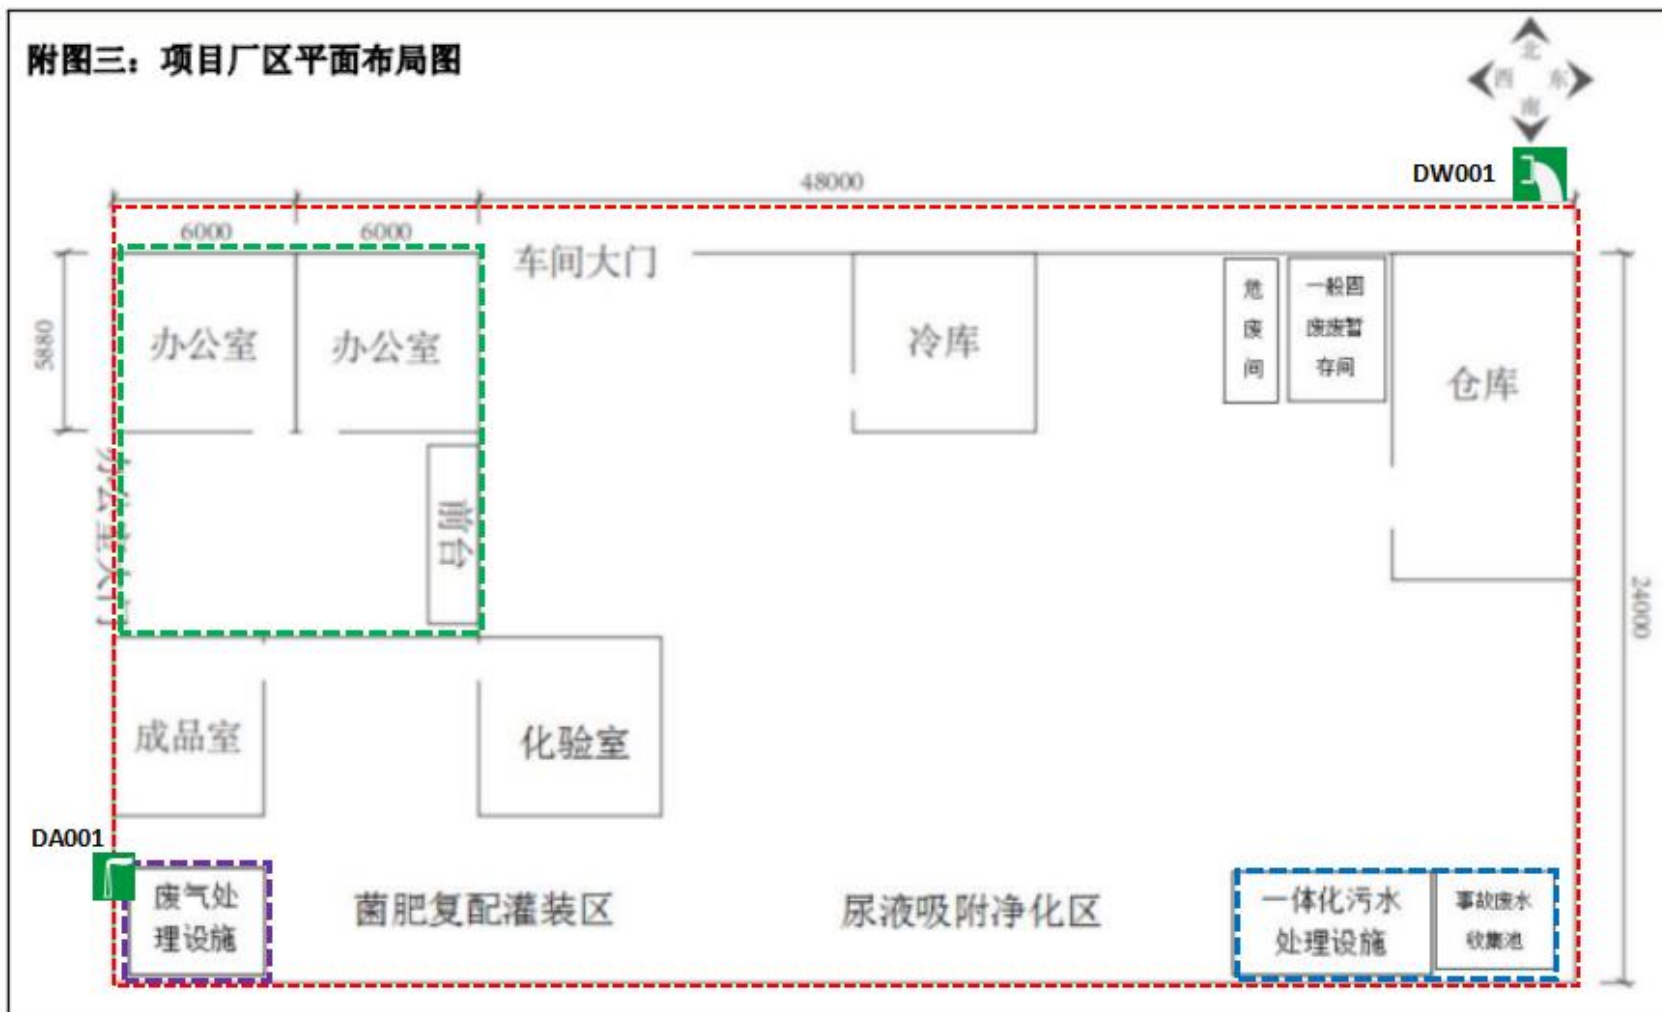 附图三：项目厂区平面布局图
北
西 东
南
DW001
48000
6000 6000
车间大门
5880
办公室
办公室
冷库
危
废
间
一般固
废废暂
存间
仓库
办公室大门
前台
24000
成品室
化验室
DA001
废气处
理设施
菌肥复配灌装区
尿液吸附净化区
一体化污水
处理设施
事故废水
收集池